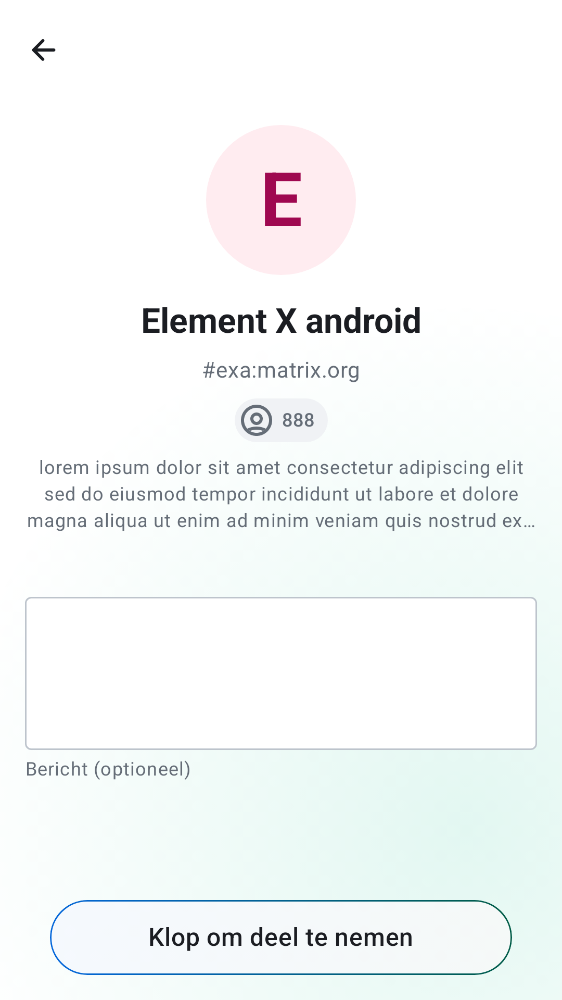 E
Element X android
#exa:matrix.org
888
lorem ipsum dolor sit amet consectetur adipiscing elit
sed do eiusmod tempor incididunt ut labore et dolore
magna aliqua ut enim ad minim veniam quis nostrud ex…
Bericht (optioneel)
Klop om deel te nemen